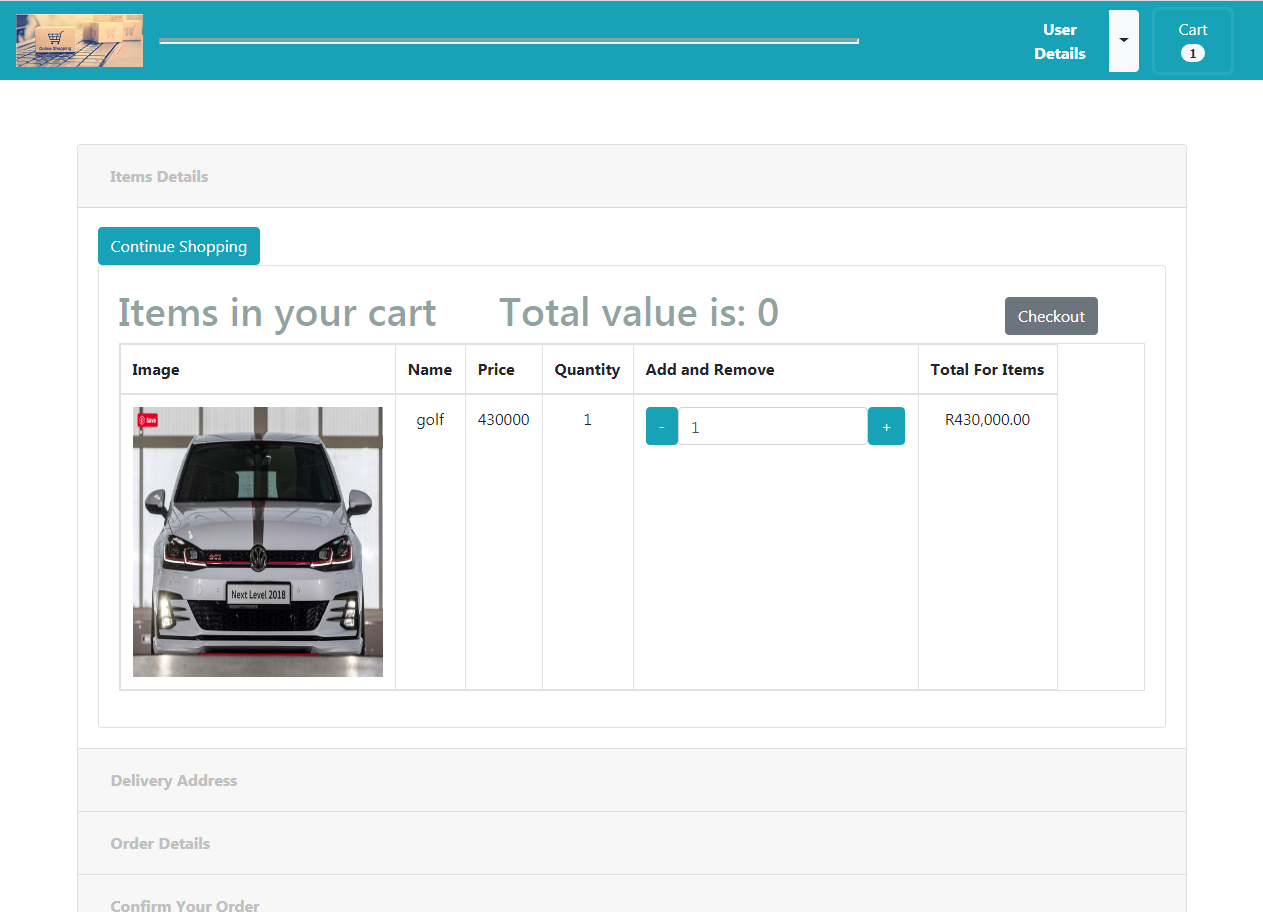 Online Shopping
User
Details
Cart
1
Items Details
Continue Shopping
Items in your cart Total value is: 0
Checkout
Image Name Price Quantity Add and Remove Total For Items
Save
golf 430000 1 - 1 + R430,000.00
GTI
Next Level 2018
Delivery Address
Order Details
Confirm Your Order